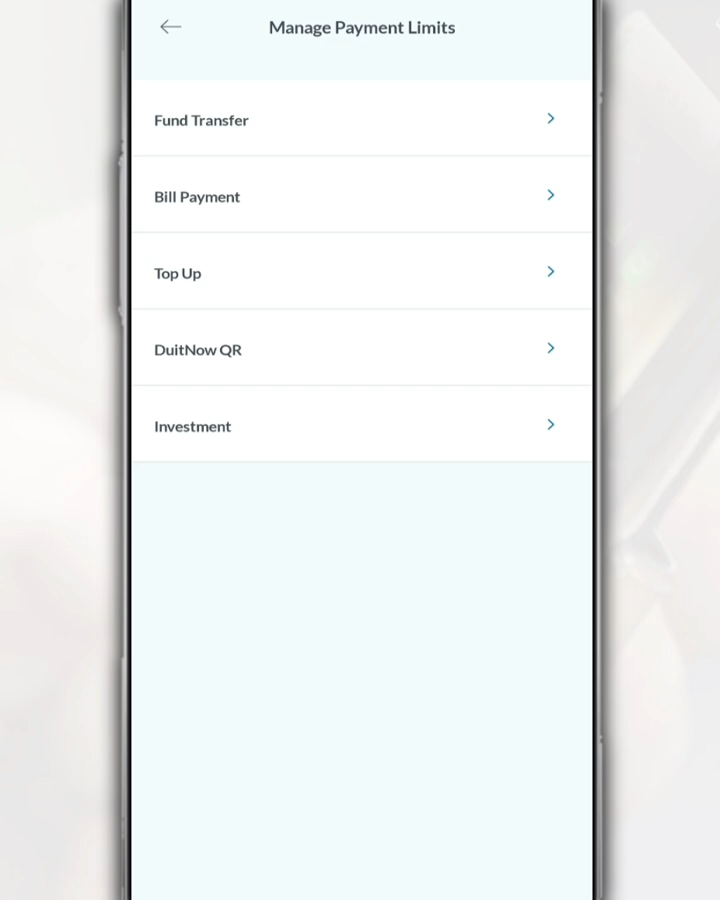 Manage Payment Limits
Fund Transfer
Bill Payment
Top Up
DuitNow QR
Investment